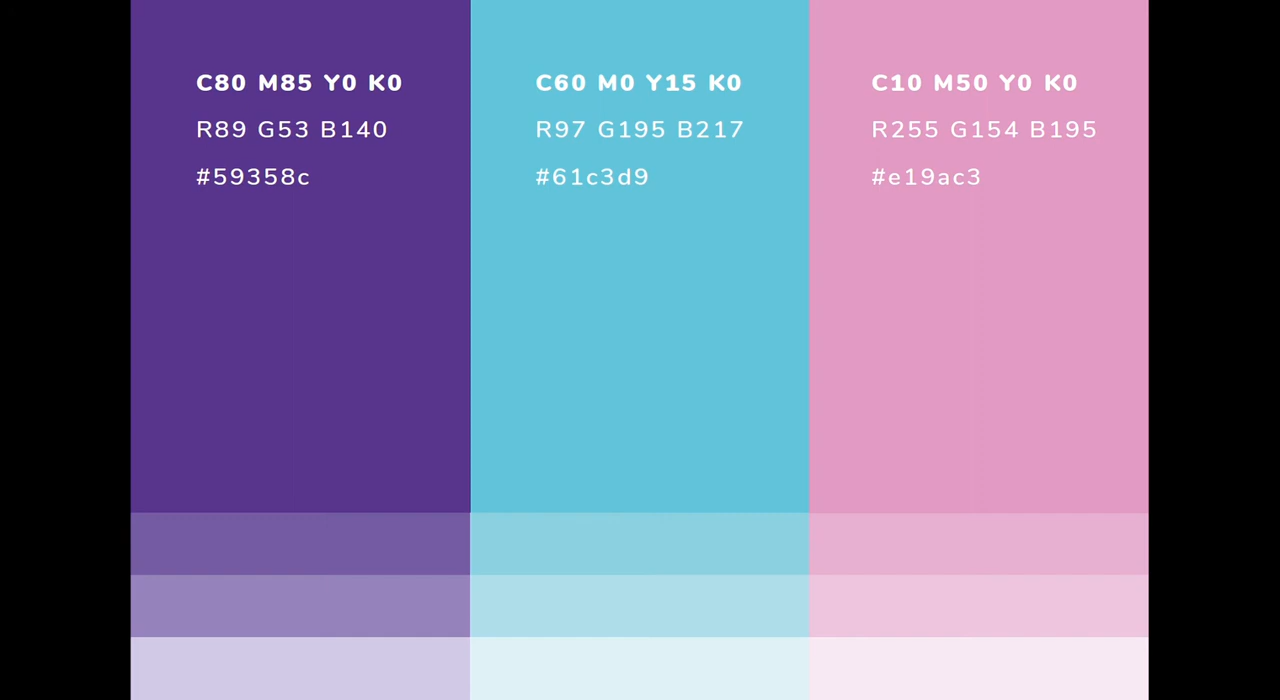 C80 M85 Y0 K0
R89 G53 B140
#59358c
C60 M0 Y15 K0
R97 G195 B217
#61c3d9
C10 M50 Y0 K0
R255 G154 B195
#e19ac3